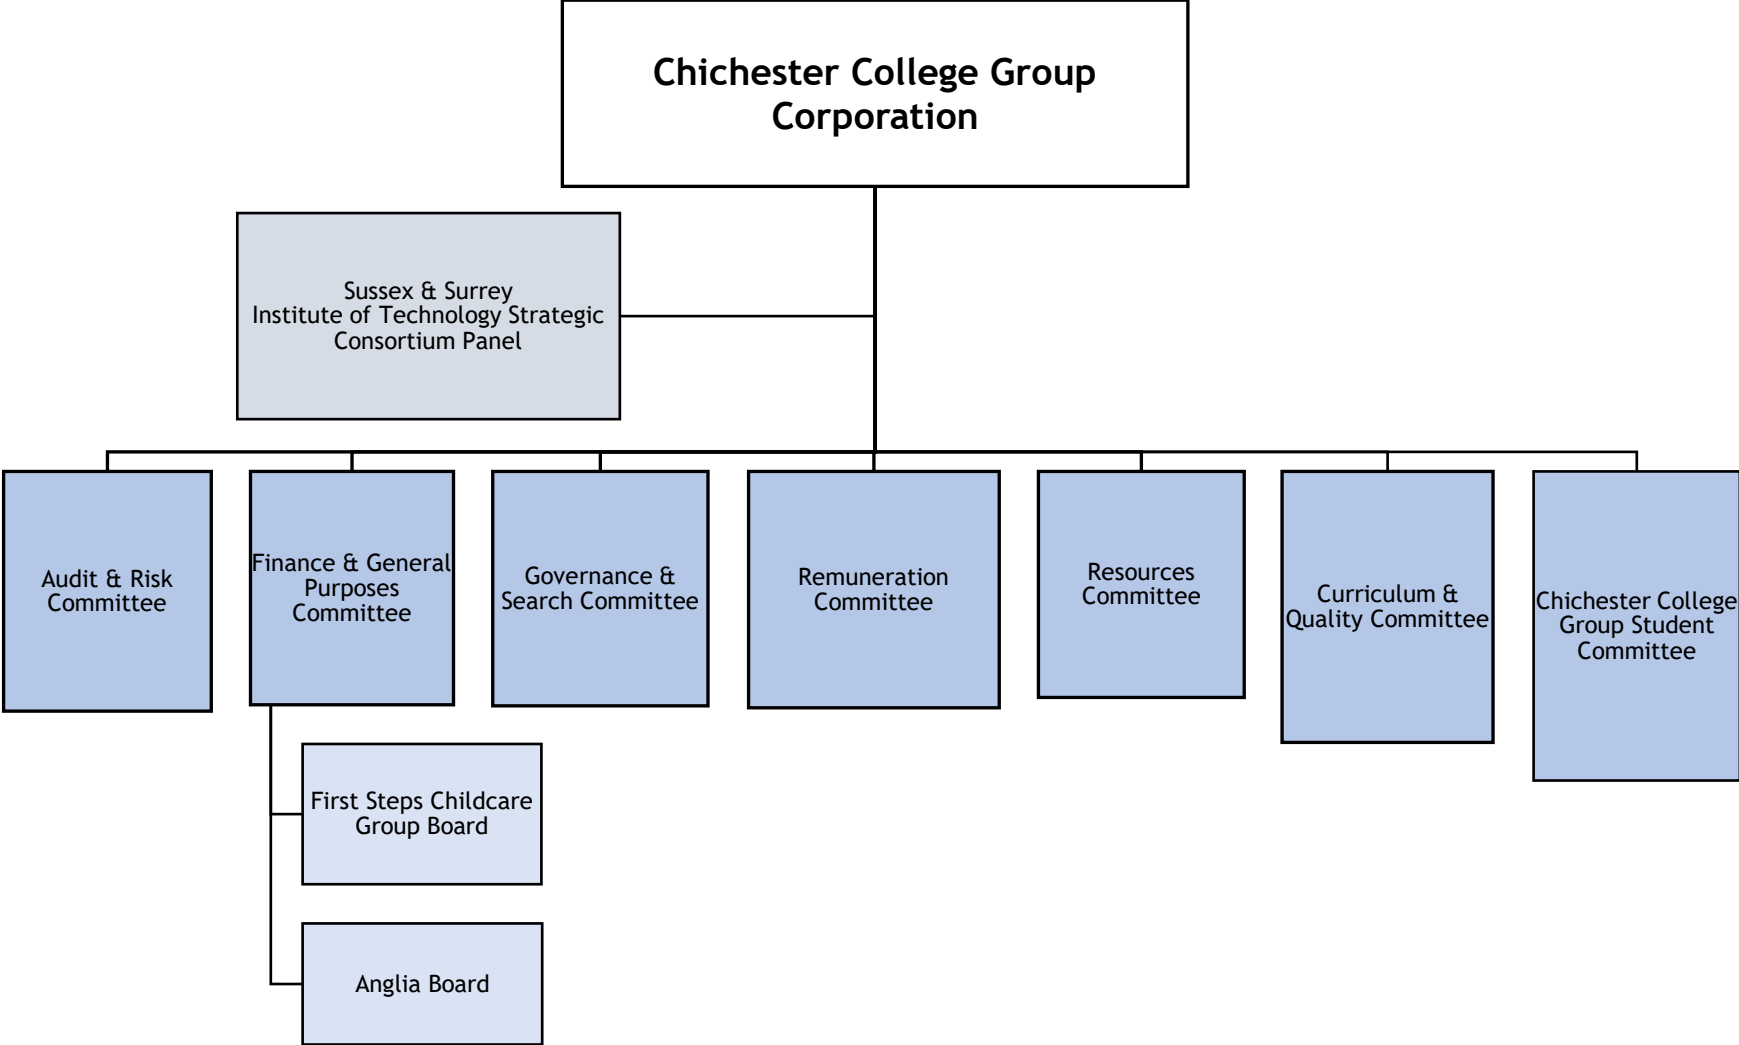 Chichester College Group
Corporation
Sussex & Surrey
Institute of Technology Strategic
Consortium Panel
Audit & Risk
Committee
Finance & General
Purposes
Committee
Governance &
Search Committee
Remuneration
Committee
Resources
Committee
Curriculum &
Quality Committee
Chichester College
Group Student
Committee
First Steps Childcare
Group Board
Anglia Board